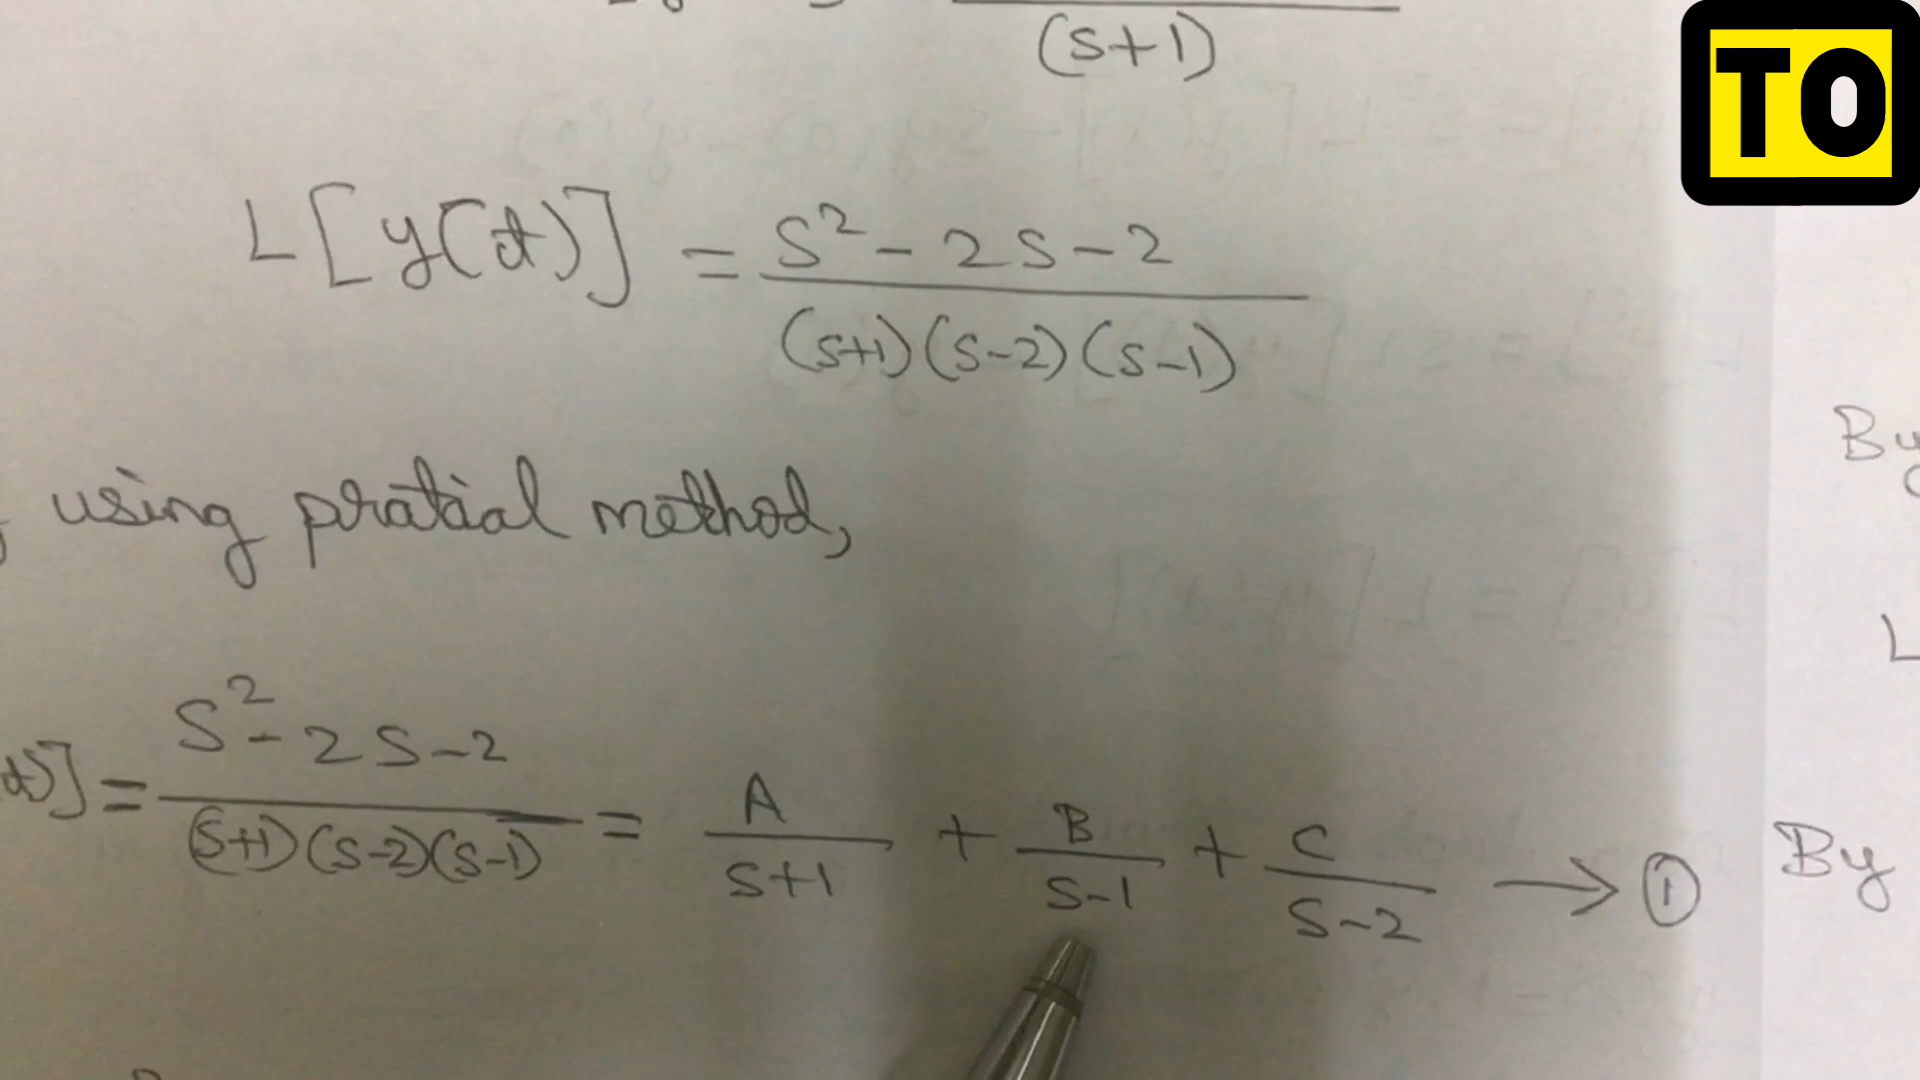 (s+1)
TO
L[y(t)] = S² - 2S - 2
(s+1)(s-2)(s-1)
using pratial method,
t)] = S² - 2S - 2 / (s+1)(s-2)(s-1) = A / s+1 + B / s-1 + C / s-2 → ①
By
L
By